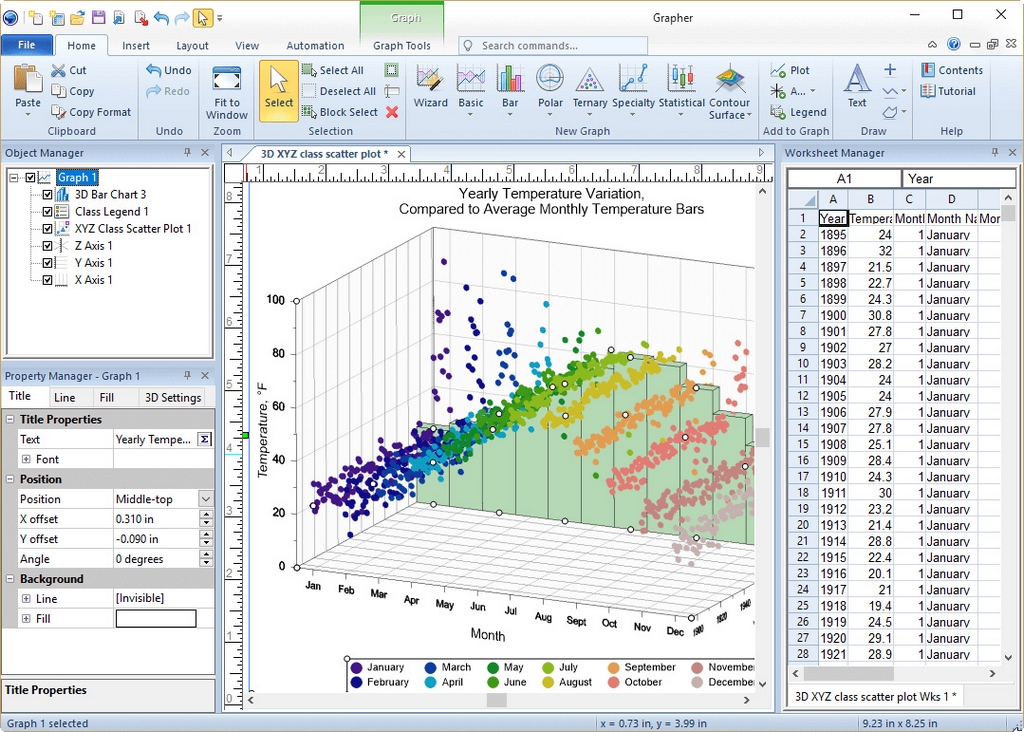 Graph
Grapher
File
Home
Insert
Layout
View
Automation
Graph Tools
Search commands...
Paste
Cut
Copy
Copy Format
Clipboard
Undo
Redo
Undo
Fit to
Window
Zoom
Select
Select All
Deselect All
Block Select
Selection
Wizard
Basic
Bar
Polar
Ternary
Specialty
Statistical
Contour
Surface
New Graph
Plot
A...
Legend
Add to Graph
Text
Draw
Contents
Tutorial
Help
Object Manager
Graph 1
3D Bar Chart 3
Class Legend 1
XYZ Class Scatter Plot 1
Z Axis 1
Y Axis 1
X Axis 1
Property Manager - Graph 1
Title
Line
Fill
3D Settings
Title Properties
Text Yearly Tempe...
Font
Position
Position Middle-top
X offset 0.310 in
Y offset -0.090 in
Angle 0 degrees
Background
Line [Invisible]
Fill
Title Properties
Graph 1 selected
3D XYZ class scatter plot *
1 2 3 4 5 6 7 8 9
8
7
6
5
4
3
2
1
0
Yearly Temperature Variation,
Compared to Average Monthly Temperature Bars
100
80
60
40
20
0
Temperature, °F
Jan Feb Mar Apr May Jun Jul Aug Sept Oct Nov Dec
1900 1920 1940
Month
January March May July September November
February April June August October December
x = 0.73 in, y = 3.99 in
Worksheet Manager
A1 Year
A B C D
1 Year Tempera Montl Month Na Mor
2 1895 24 1 January
3 1896 32 1 January
4 1897 21.5 1 January
5 1898 22.7 1 January
6 1899 24.3 1 January
7 1900 30.8 1 January
8 1901 27.8 1 January
9 1902 27 1 January
10 1903 28.2 1 January
11 1904 24 1 January
12 1905 24 1 January
13 1906 27.9 1 January
14 1907 27.8 1 January
15 1908 25.1 1 January
16 1909 28.4 1 January
17 1910 24.3 1 January
18 1911 30 1 January
19 1912 23.2 1 January
20 1913 21.4 1 January
21 1914 28.8 1 January
22 1915 22.4 1 January
23 1916 20.1 1 January
24 1917 21 1 January
25 1918 19.4 1 January
26 1919 24.5 1 January
27 1920 29.1 1 January
28 1921 28.9 1 January
3D XYZ class scatter plot Wks 1 *
9.23 in x 8.25 in